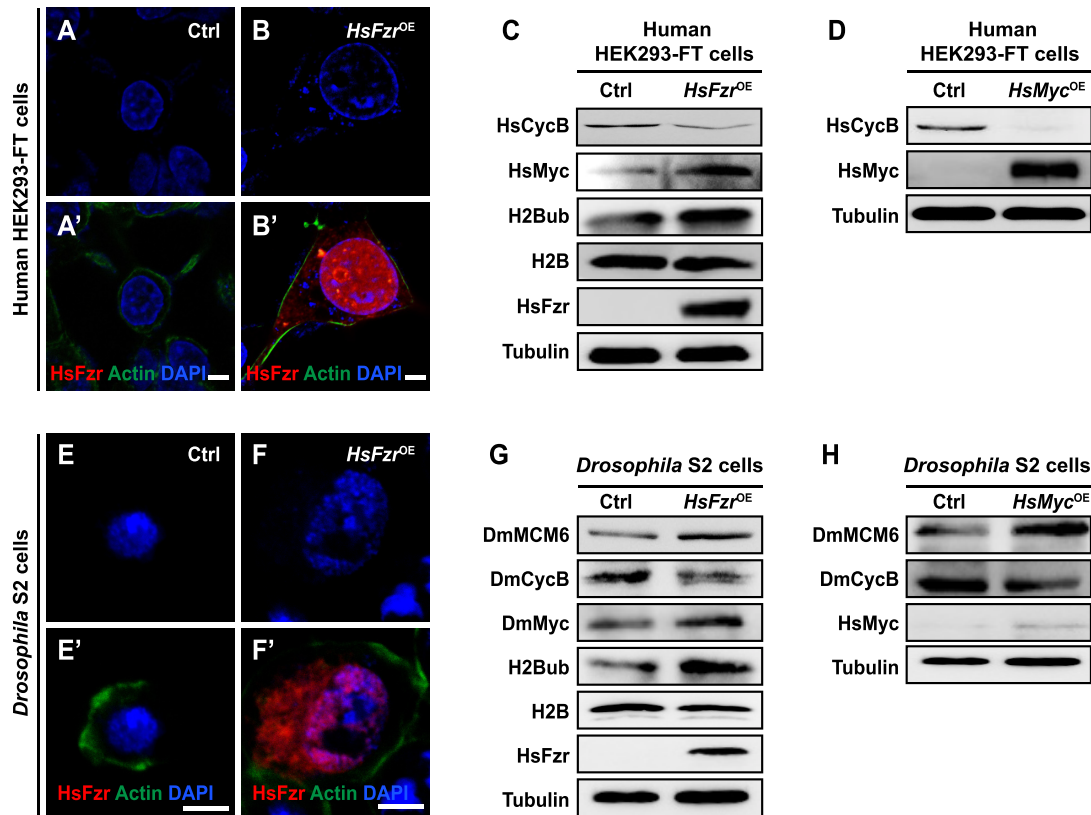 Human HEK293-FT cells
A
Ctrl
B
HsFzrOE
A'
HsFzr Actin DAPI
B'
HsFzr Actin DAPI
C
Human
HEK293-FT cells
Ctrl
HsFzrOE
HsCycB
HsMyc
H2Bub
H2B
HsFzr
Tubulin
D
Human
HEK293-FT cells
Ctrl
HsMycOE
HsCycB
HsMyc
Tubulin
Drosophila S2 cells
E
Ctrl
F
HsFzrOE
E'
HsFzr Actin DAPI
F'
HsFzr Actin DAPI
G
Drosophila S2 cells
Ctrl
HsFzrOE
DmMCM6
DmCycB
DmMyc
H2Bub
H2B
HsFzr
Tubulin
H
Drosophila S2 cells
Ctrl
HsMycOE
DmMCM6
DmCycB
HsMyc
Tubulin